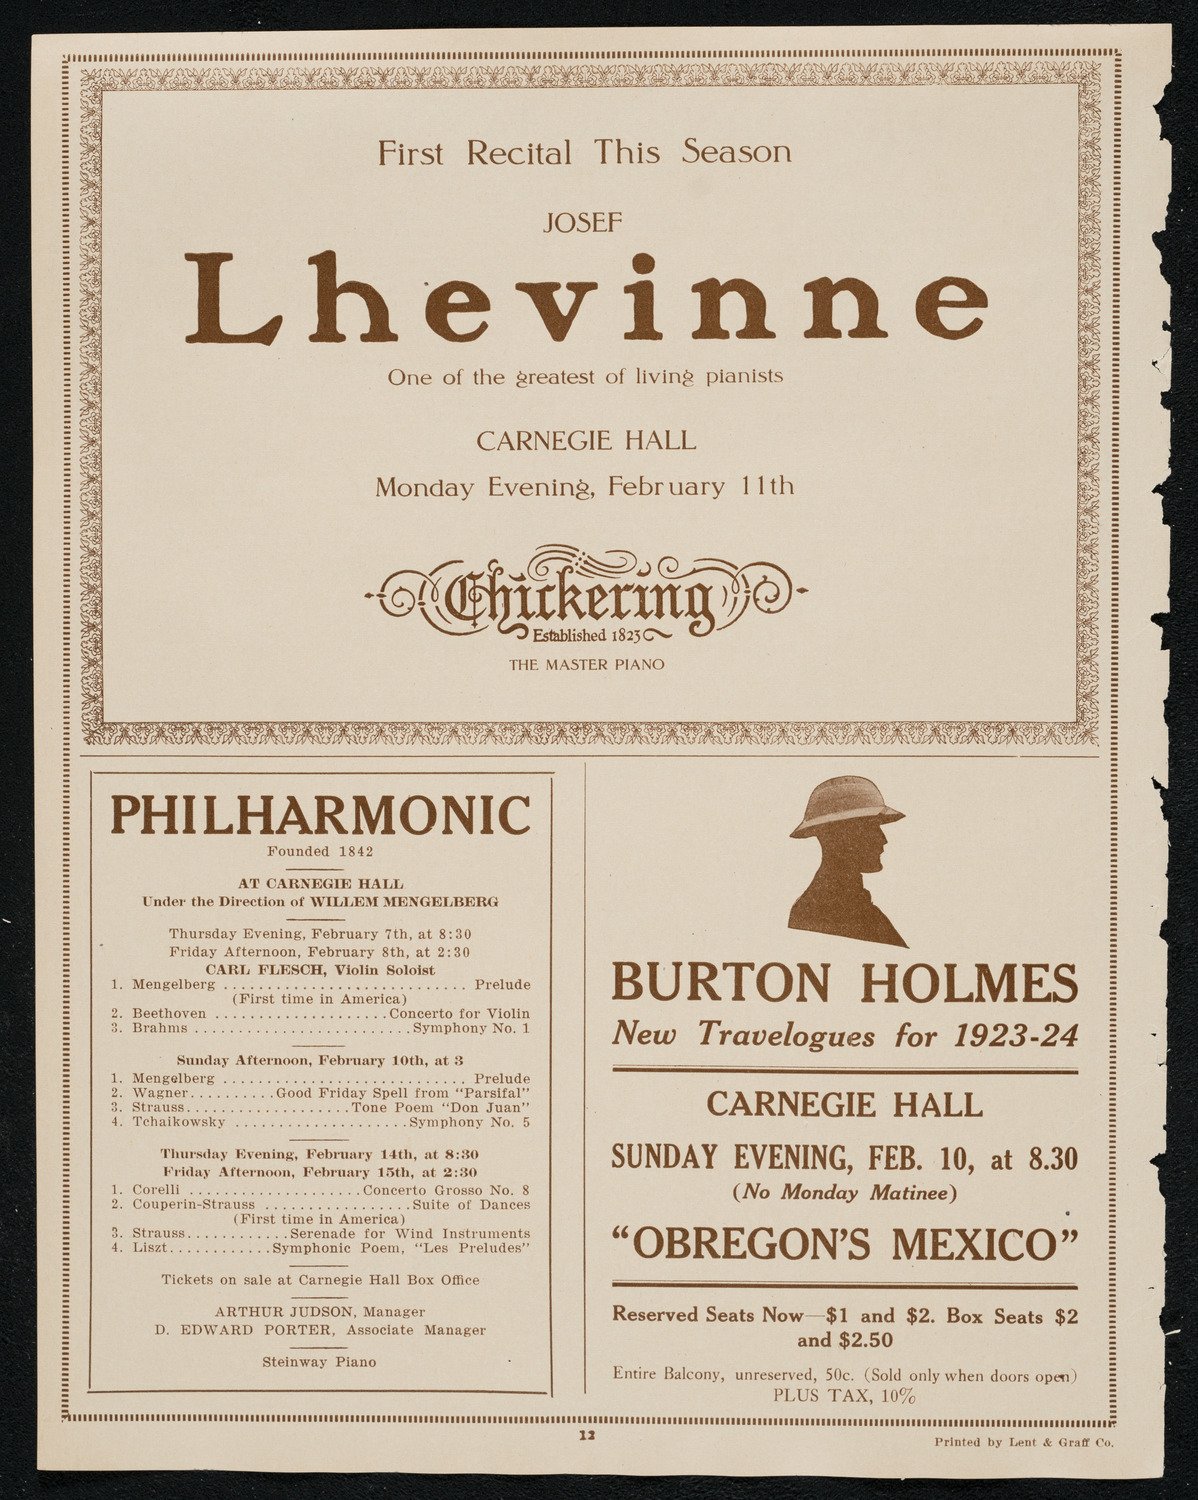 First Recital This Season
JOSEF
Lhevinne
One of the greatest of living pianists
CARNEGIE HALL
Monday Evening, February 11th
Chickering
Established 1823
THE MASTER PIANO
PHILHARMONIC
Founded 1842
AT CARNEGIE HALL
Under the Direction of WILLEM MENGELBERG
Thursday Evening, February 7th, at 8:30
Friday Afternoon, February 8th, at 2:30
CARL FLESCH, Violin Soloist
1. Mengelberg ............................ Prelude
(First time in America)
2. Beethoven ....................Concerto for Violin
3. Brahms .........................Symphony No. 1
Sunday Afternoon, February 10th, at 3
1. Mengelberg ............................ Prelude
2. Wagner..........Good Friday Spell from “Parsifal”
3. Strauss...................Tone Poem “Don Juan”
4. Tchaikowsky ....................Symphony No. 5
Thursday Evening, February 14th, at 8:30
Friday Afternoon, February 15th, at 2:30
1. Corelli ....................Concerto Grosso No. 8
2. Couperin-Strauss .................Suite of Dances
(First time in America)
3. Strauss............Serenade for Wind Instruments
4. Liszt............Symphonic Poem, “Les Preludes”
Tickets on sale at Carnegie Hall Box Office
ARTHUR JUDSON, Manager
D. EDWARD PORTER, Associate Manager
Steinway Piano
BURTON HOLMES
New Travelogues for 1923-24
CARNEGIE HALL
SUNDAY EVENING, FEB. 10, at 8.30
(No Monday Matinee)
“OBREGON'S MEXICO”
Reserved Seats Now—$1 and $2. Box Seats $2
and $2.50
Entire Balcony, unreserved, 50c. (Sold only when doors open)
PLUS TAX, 10%
12
Printed by Lent & Graff Co.